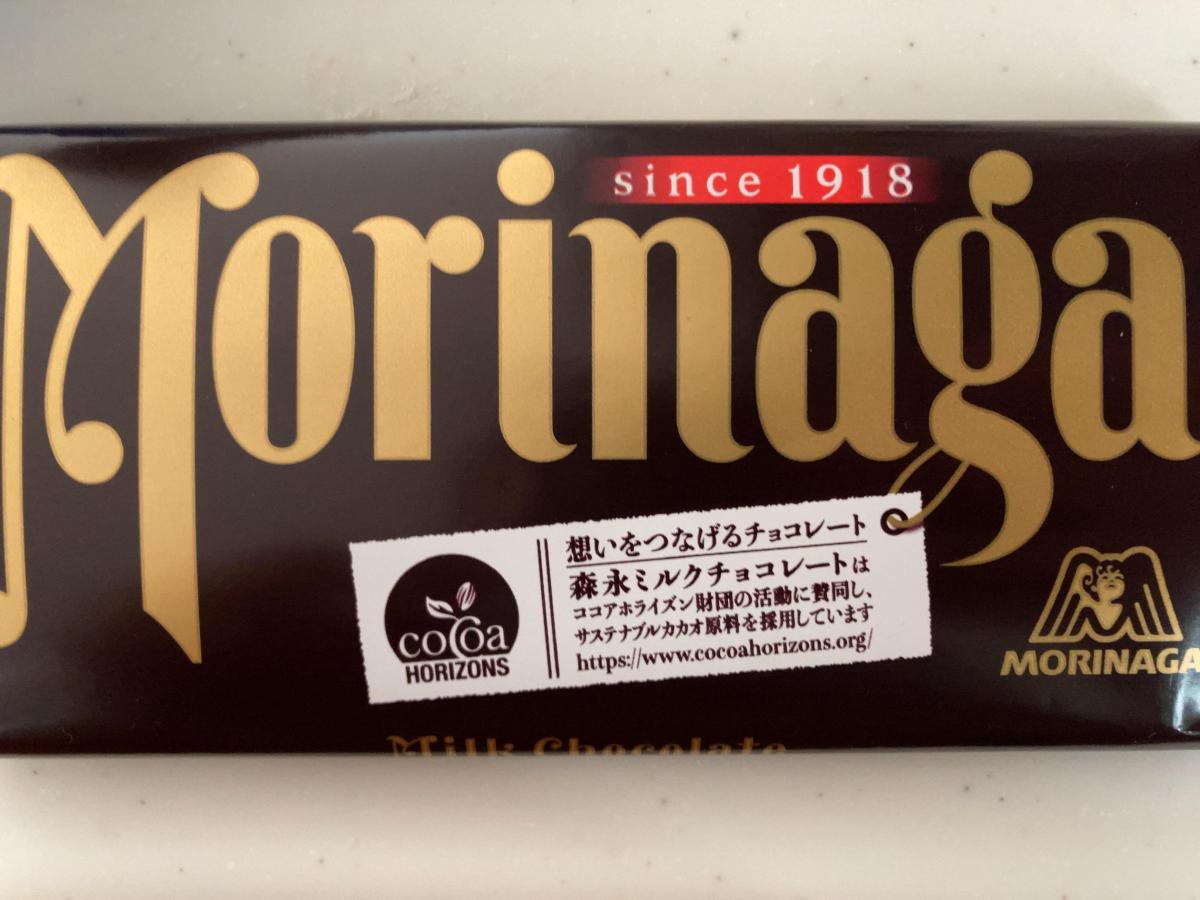 since 1918
Morinaga
想いをつなげるチョコレート
森永ミルクチョコレートは
ココアホライズン財団の活動に賛同し、
サステナブルカカオ原料を採用しています
https://www.cocoahorizons.org/
cocoa
HORIZONS
MORINAGA
Milk Chocolate